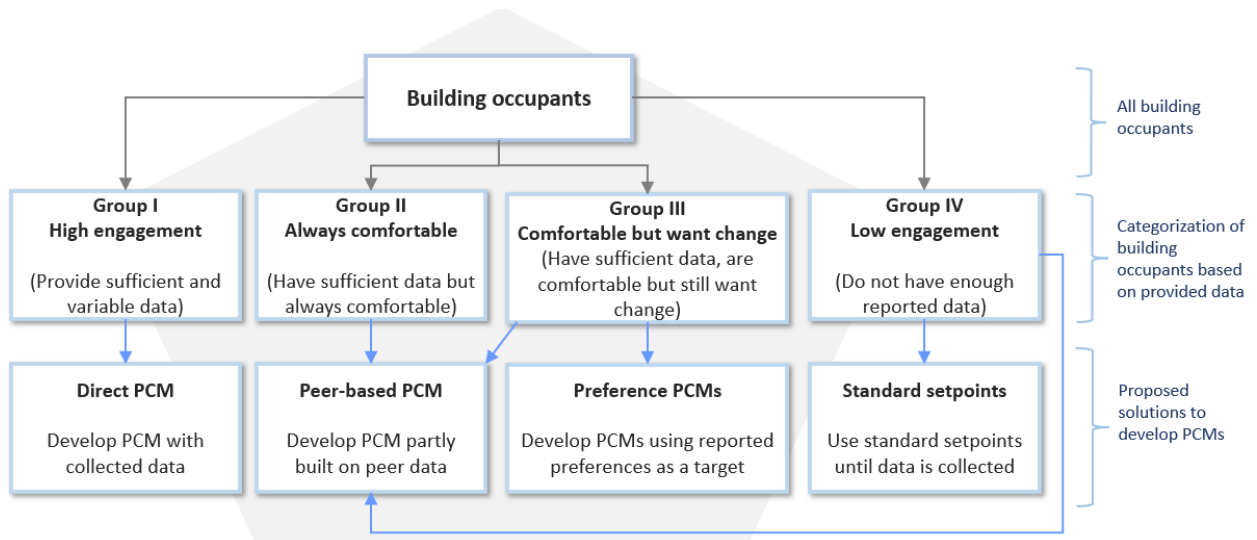 Building occupants
All building
occupants
Group I
High engagement
(Provide sufficient and
variable data)
Group II
Always comfortable
(Have sufficient data but
always comfortable)
Group III
Comfortable but want change
(Have sufficient data, are
comfortable but still want
change)
Group IV
Low engagement
(Do not have enough
reported data)
Categorization of
building
occupants based
on provided data
Direct PCM
Develop PCM with
collected data
Peer-based PCM
Develop PCM partly
built on peer data
Preference PCMs
Develop PCMs using reported
preferences as a target
Standard setpoints
Use standard setpoints
until data is collected
Proposed
solutions to
develop PCMs